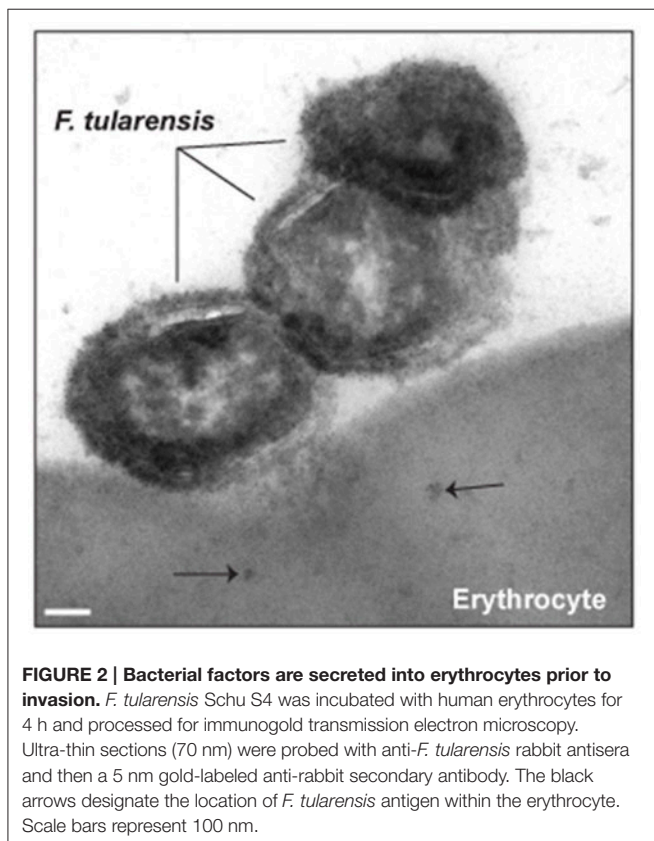 F. tularensis
Erythrocyte
FIGURE 2 | Bacterial factors are secreted into erythrocytes prior to
invasion. F. tularensis Schu S4 was incubated with human erythrocytes for
4 h and processed for immunogold transmission electron microscopy.
Ultra-thin sections (70 nm) were probed with anti-F. tularensis rabbit antisera
and then a 5 nm gold-labeled anti-rabbit secondary antibody. The black
arrows designate the location of F. tularensis antigen within the erythrocyte.
Scale bars represent 100 nm.